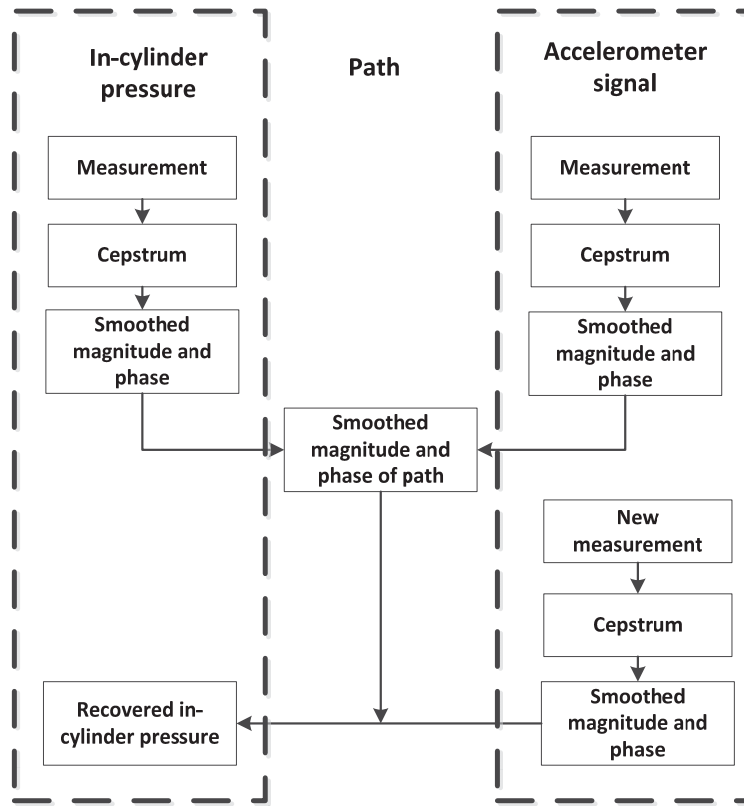 In-cylinder
pressure
Measurement
Cepstrum
Smoothed
magnitude and
phase
Path
Smoothed
magnitude and
phase of path
Accelerometer
signal
Measurement
Cepstrum
Smoothed
magnitude and
phase
New
measurement
Cepstrum
Smoothed
magnitude and
phase
Recovered in-
cylinder pressure